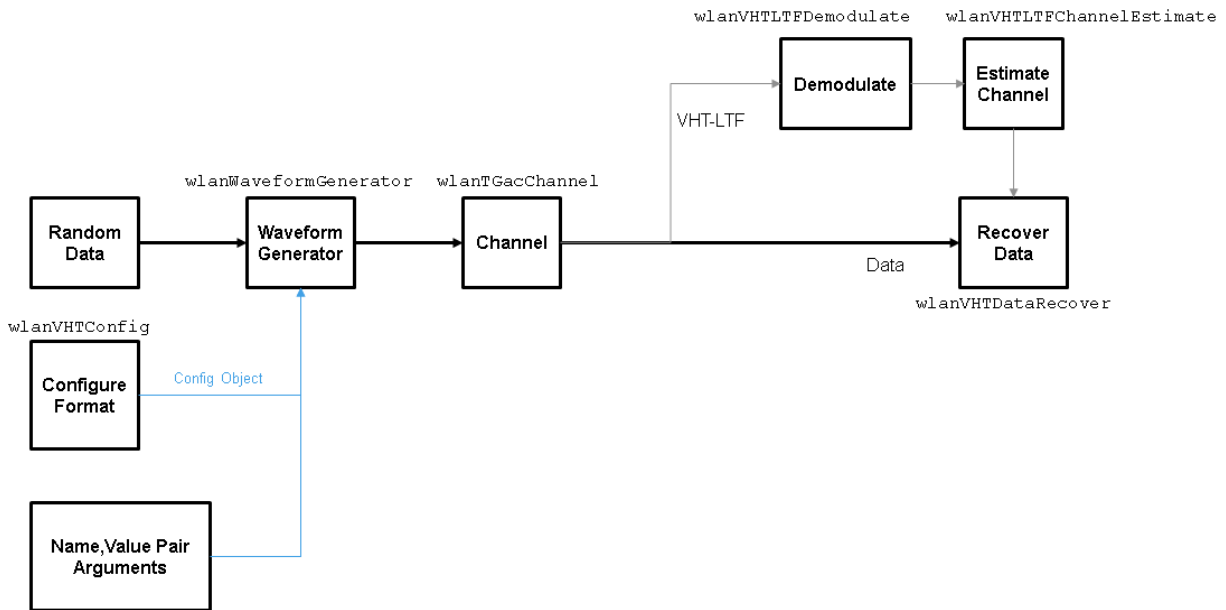 wlanVHTLTFDemodulate
wlanVHTLTFChannelEstimate
Demodulate
Estimate
Channel
VHT-LTF
wlanWaveformGenerator
wlanTGacChannel
Random
Data
Waveform
Generator
Channel
Recover
Data
Data
wlanVHTDataRecover
wlanVHTConfig
Configure
Format
Config Object
Name,Value Pair
Arguments